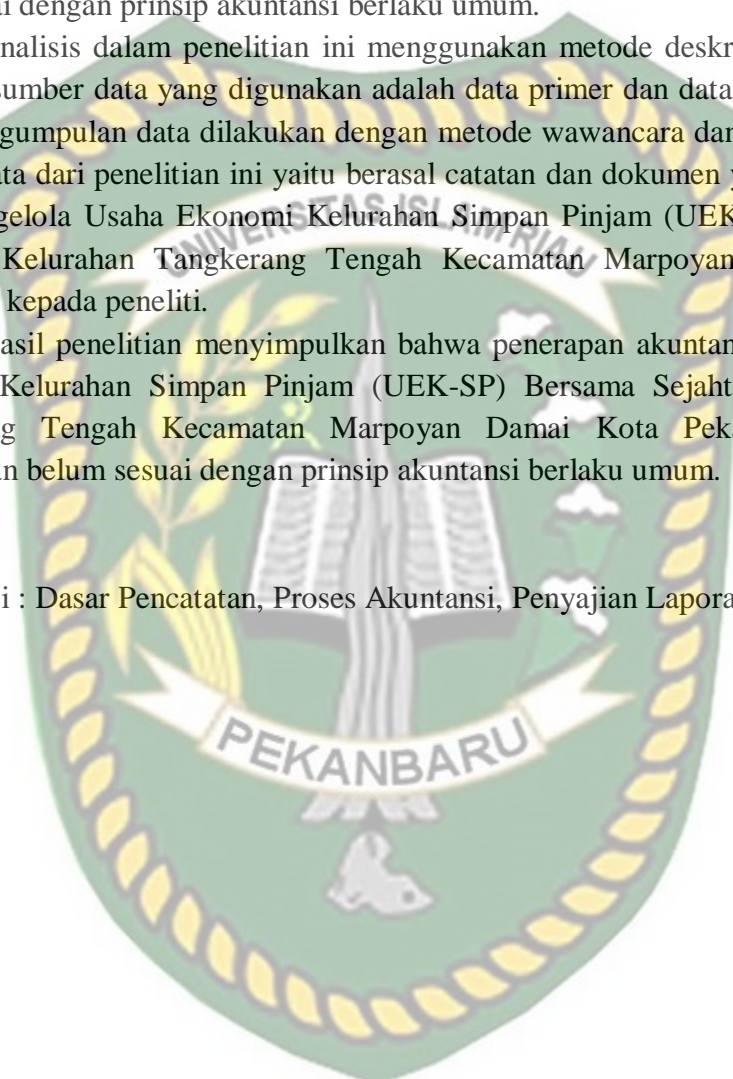 ai dengan prinsip akuntansi berlaku umum.
nalisis dalam penelitian ini menggunakan metode deskr
sumber data yang digunakan adalah data primer dan data
gumpulan data dilakukan dengan metode wawancara dan
ta dari penelitian ini yaitu berasal catatan dan dokumen y
gelola Usaha Ekonomi Kelurahan Simpan Pinjam (UEK
UNIVERSITAS ISLAM RIAU
Kelurahan Tangkerang Tengah Kecamatan Marpoyan
kepada peneliti.
asil penelitian menyimpulkan bahwa penerapan akuntan
Kelurahan Simpan Pinjam (UEK-SP) Bersama Sejaht
g Tengah Kecamatan Marpoyan Damai Kota Peka
n belum sesuai dengan prinsip akuntansi berlaku umum.
i : Dasar Pencatatan, Proses Akuntansi, Penyajian Lapora
PEKANBARU